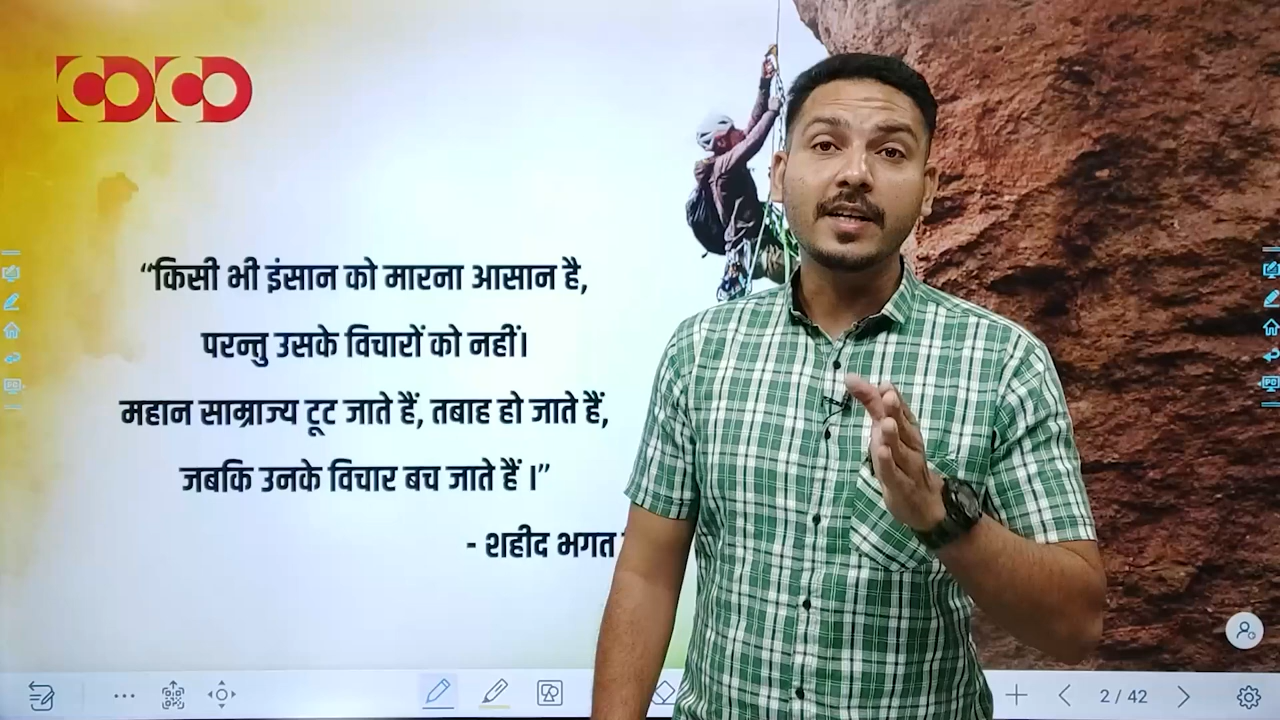 “किसी भी इंसान को मारना आसान है,
परन्तु उसके विचारों को नहीं।
महान साम्राज्य टूट जाते हैं, तबाह हो जाते हैं,
जबकि उनके विचार बच जाते हैं ।”
- शहीद भगत
2 / 42